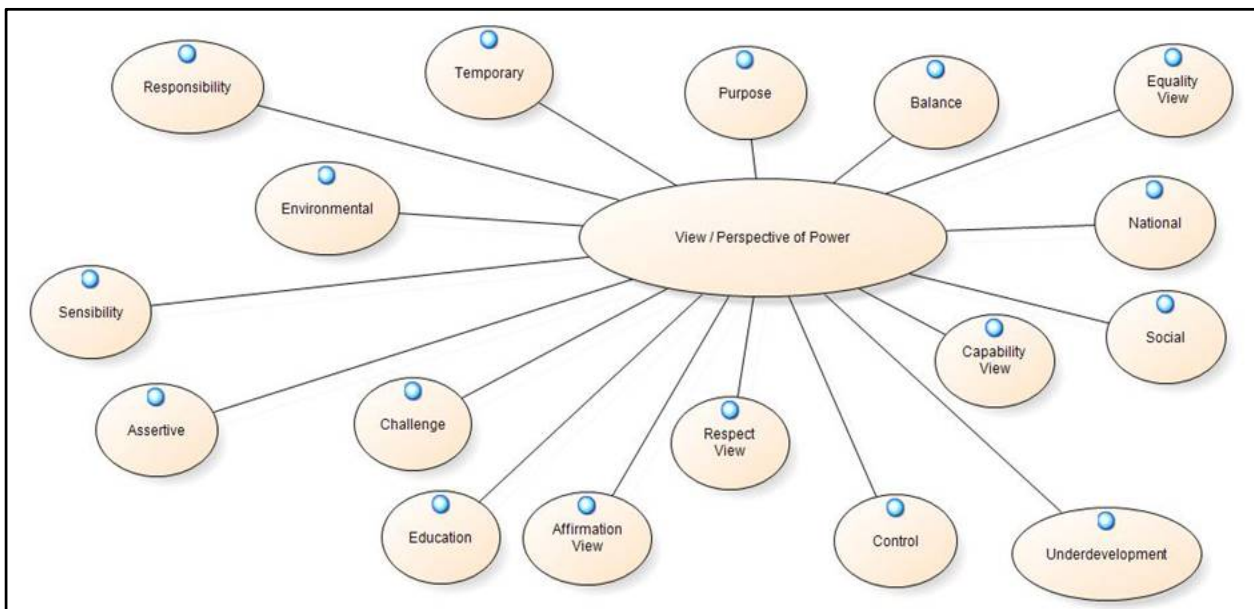 Responsibility
Temporary
Purpose
Balance
Equality
View
Environmental
View / Perspective of Power
National
Sensibility
Capability
View
Social
Assertive
Challenge
Respect
View
Education
Affirmation
View
Control
Underdevelopment